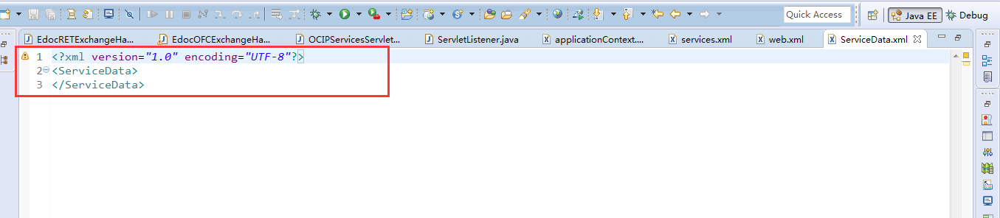 Quick Access
Java EE
Debug
EdocRETExchangeHa...
EdocOFCExchangeHa...
OCIPServicesServlet...
ServletListener.java
applicationContext....
services.xml
web.xml
ServiceData.xml
1 <?xml version="1.0" encoding="UTF-8"?>
2 <ServiceData>
3 </ServiceData>